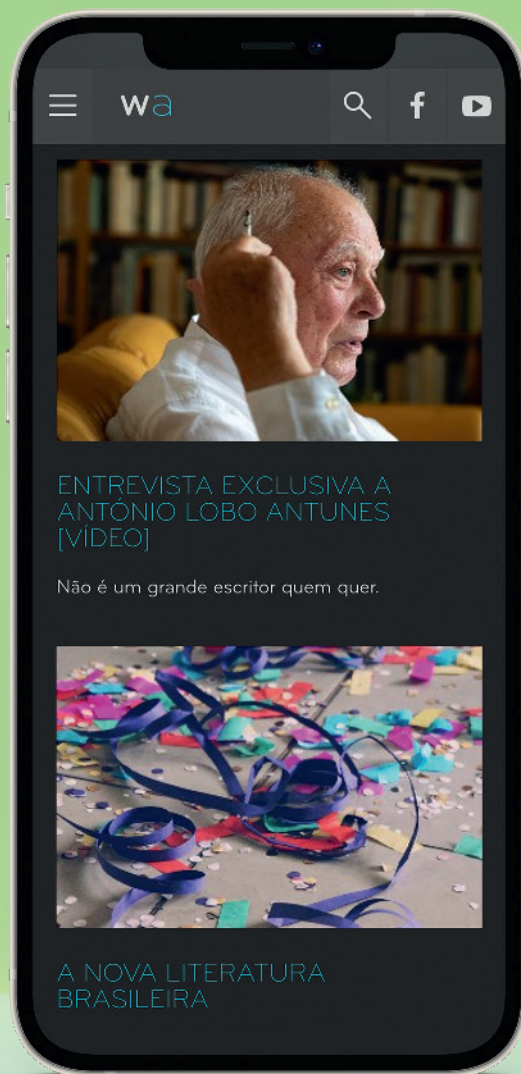 wa
ENTREVISTA EXCLUSIVA A
ANTÓNIO LOBO ANTUNES
[VÍDEO]
Não é um grande escritor quem quer.
A NOVA LITERATURA
BRASILEIRA